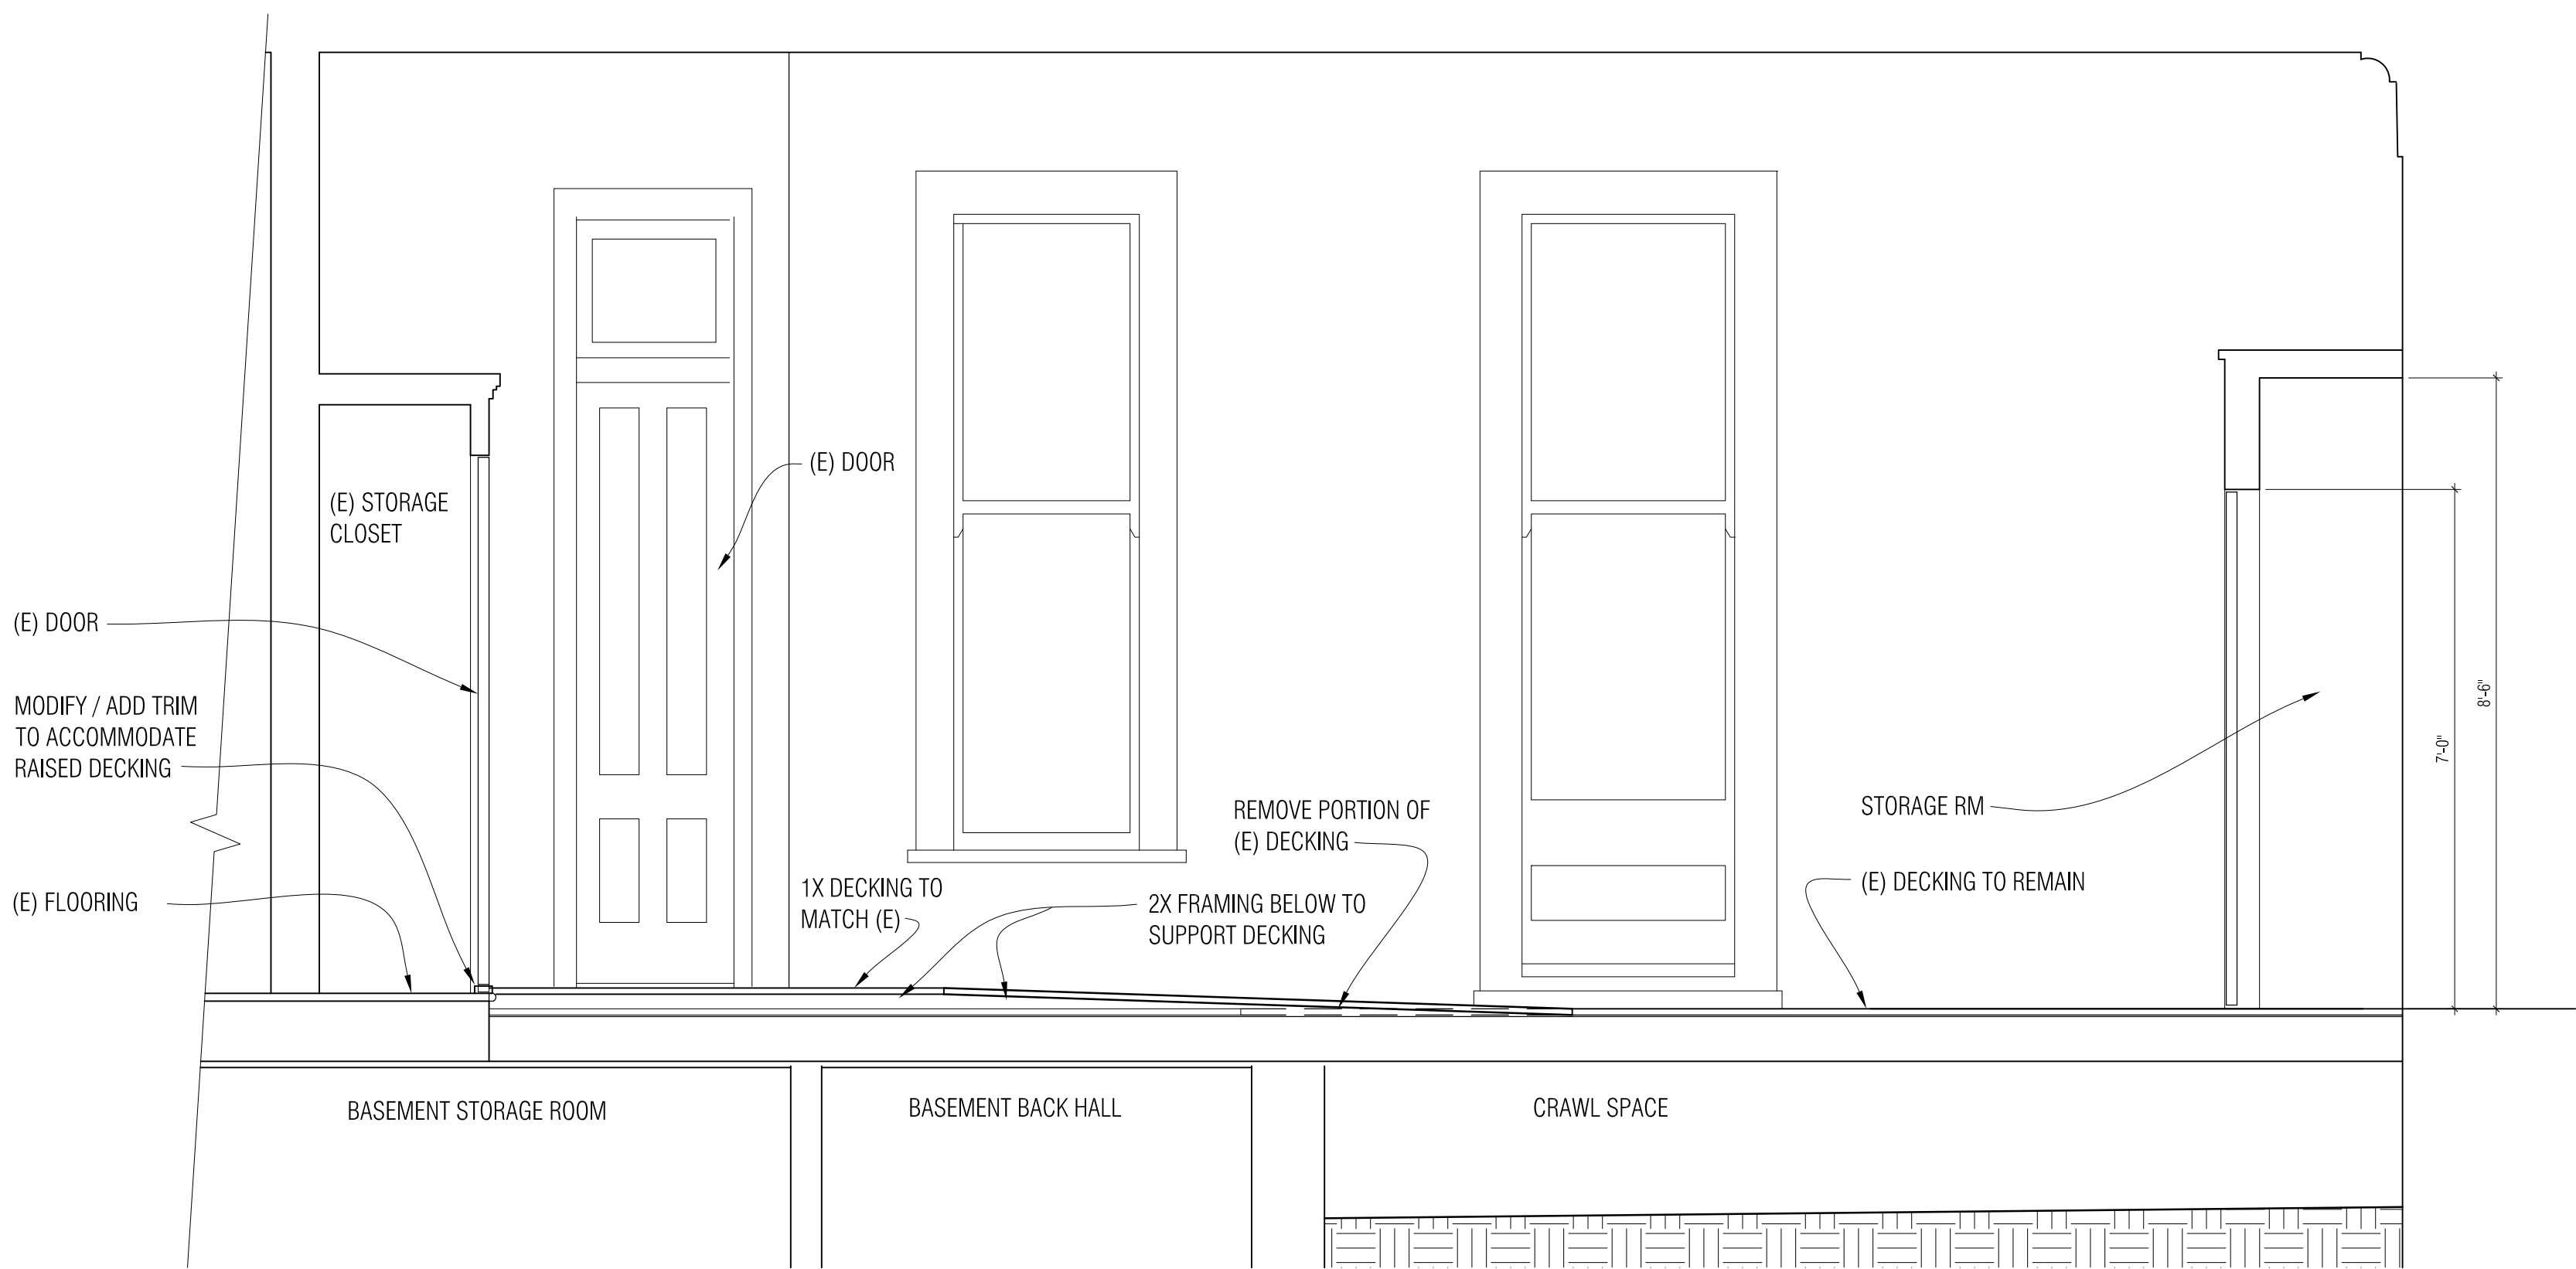 (E) DOOR
(E) STORAGE
CLOSET
(E) DOOR
MODIFY / ADD TRIM
TO ACCOMMODATE
RAISED DECKING
(E) FLOORING
1X DECKING TO
MATCH (E)
2X FRAMING BELOW TO
SUPPORT DECKING
REMOVE PORTION OF
(E) DECKING
STORAGE RM
(E) DECKING TO REMAIN
7'-0"
8'-6"
BASEMENT STORAGE ROOM
BASEMENT BACK HALL
CRAWL SPACE